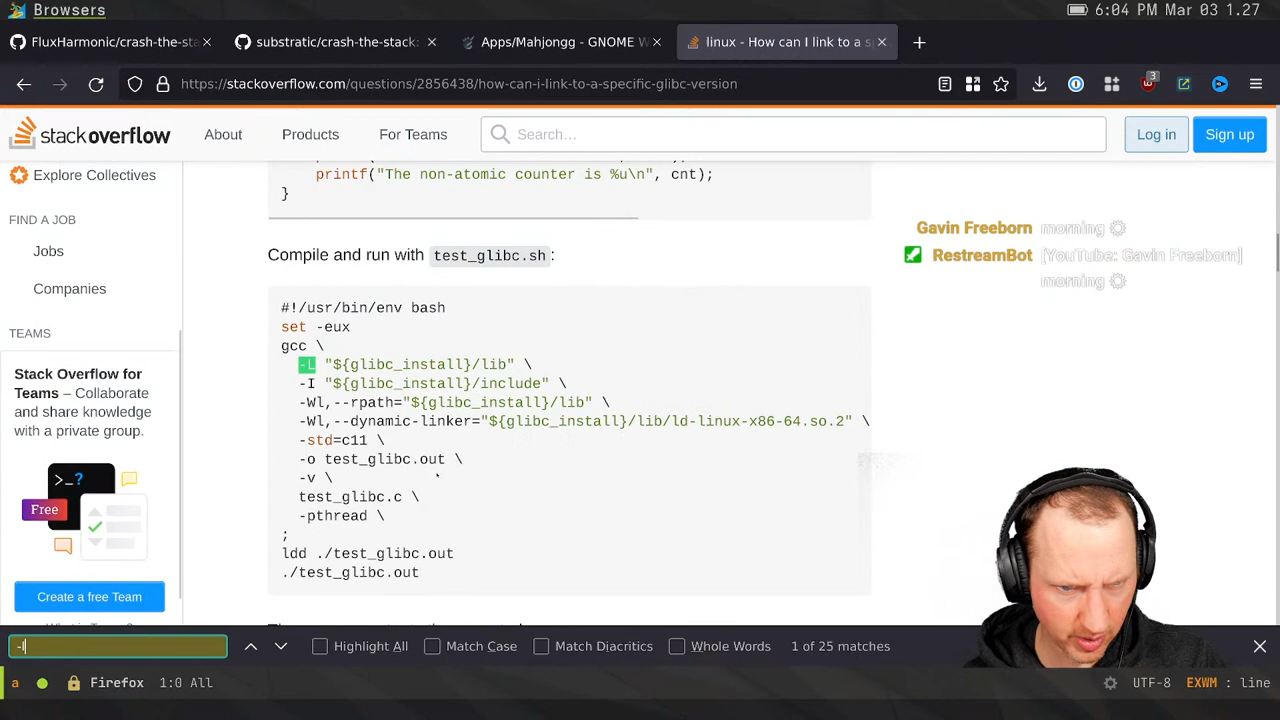 Browsers
6:04 PM Mar 03 1.27
FluxHarmonic/crash-the-sta
substratic/crash-the-stack:
Apps/Mahjongg - GNOME W
linux - How can I link to a s
https://stackoverflow.com/questions/2856438/how-can-i-link-to-a-specific-glibc-version
3
stackoverflow
About
Products
For Teams
Search…
Log in
Sign up
Explore Collectives
FIND A JOB
Jobs
Companies
TEAMS
Stack Overflow for
Teams – Collaborate
and share knowledge
with a private group.
>_?
Free
Create a free Team
printf("The non-atomic counter is %u\n", cnt);
}
Compile and run with test_glibc.sh:
#!/usr/bin/env bash
set -eux
gcc \
-L "${glibc_install}/lib" \
-I "${glibc_install}/include" \
-Wl,--rpath="${glibc_install}/lib" \
-Wl,--dynamic-linker="${glibc_install}/lib/ld-linux-x86-64.so.2" \
-std=c11 \
-o test_glibc.out \
-v \
test_glibc.c \
-pthread \
;
ldd ./test_glibc.out
./test_glibc.out
Gavin Freeborn morning
RestreamBot [YouTube: Gavin Freeborn]
morning
-l
Highlight All
Match Case
Match Diacritics
Whole Words
1 of 25 matches
a Firefox 1:0 All
UTF-8 EXWM : line